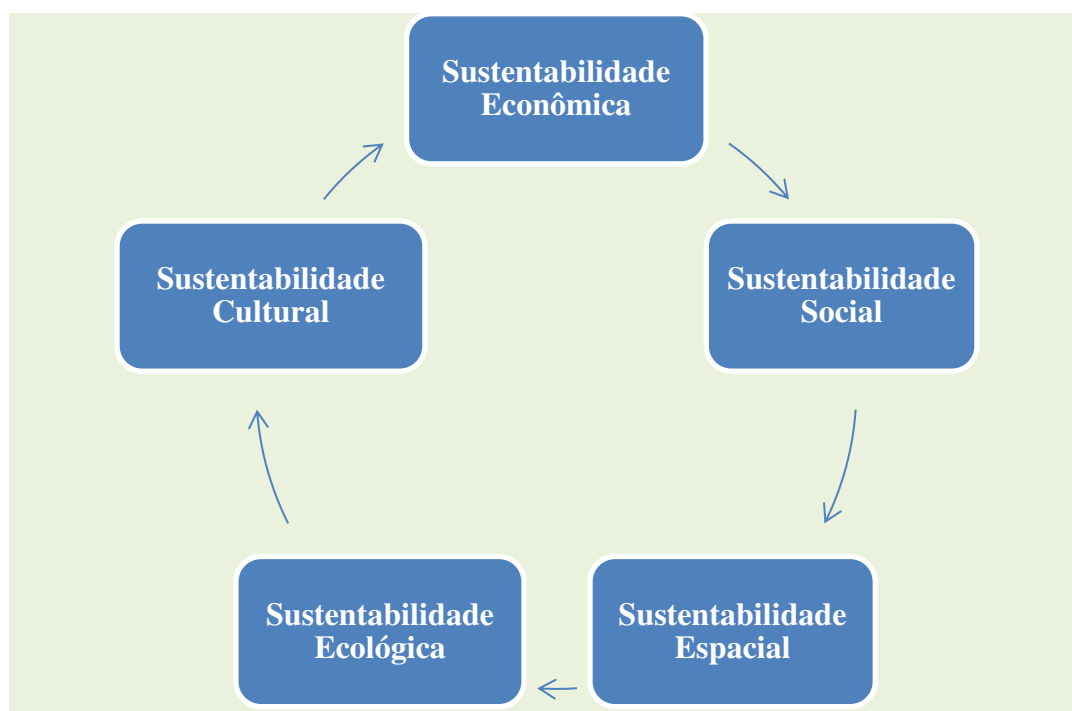 Sustentabilidade
Econômica
Sustentabilidade
Social
Sustentabilidade
Espacial
Sustentabilidade
Ecológica
Sustentabilidade
Cultural